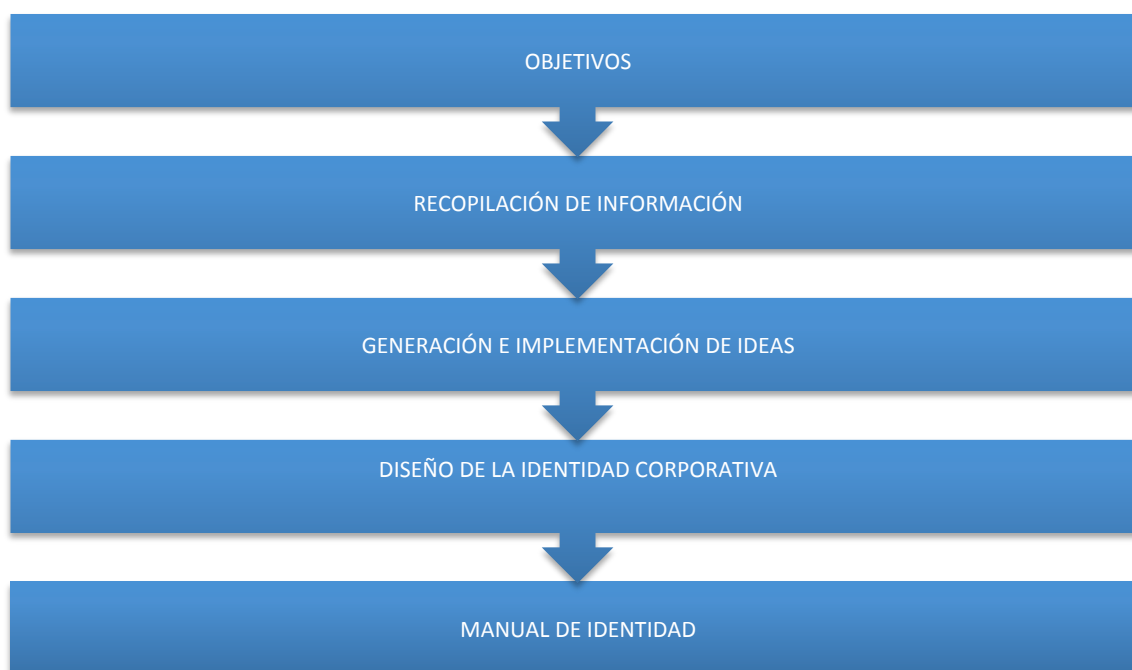 OBJETIVOS
RECOPILACIÓN DE INFORMACIÓN
GENERACIÓN E IMPLEMENTACIÓN DE IDEAS
DISEÑO DE LA IDENTIDAD CORPORATIVA
MANUAL DE IDENTIDAD